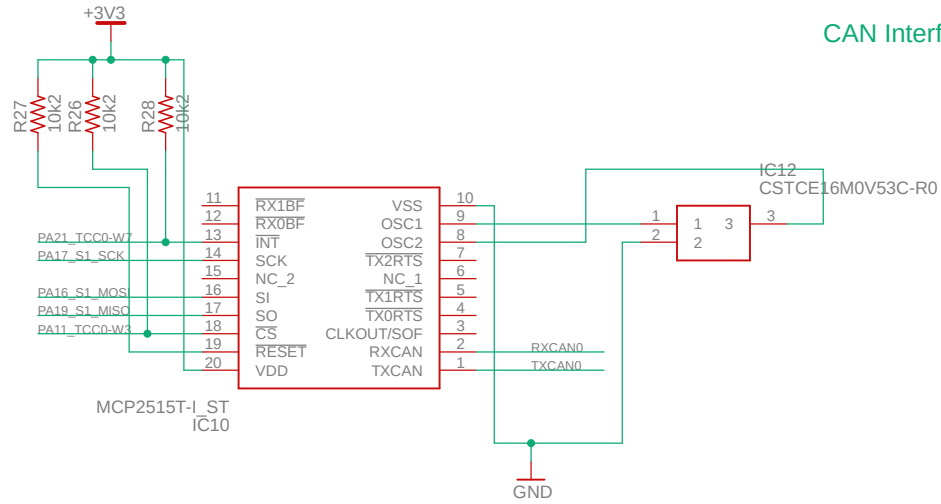 +3V3
CAN Interf
R27
10k2
R26
10k2
R28
10k2
IC12
CSTCE16M0V53C-R0
11 RX1BF VSS 10
12 RX0BF OSC1 9 1 1 3 3
PA21_TCC0-W7 13 INT OSC2 8 2 2
PA17_S1_SCK 14 SCK TX2RTS 7
15 NC_2 NC_1 6
PA16_S1_MOSI 16 SI TX1RTS 5
PA19_S1_MISO 17 SO TX0RTS 4
PA11_TCC0-W3 18 CS CLKOUT/SOF 3
19 RESET RXCAN 2 RXCAN0
20 VDD TXCAN 1 TXCAN0
MCP2515T-I_ST
IC10
GND